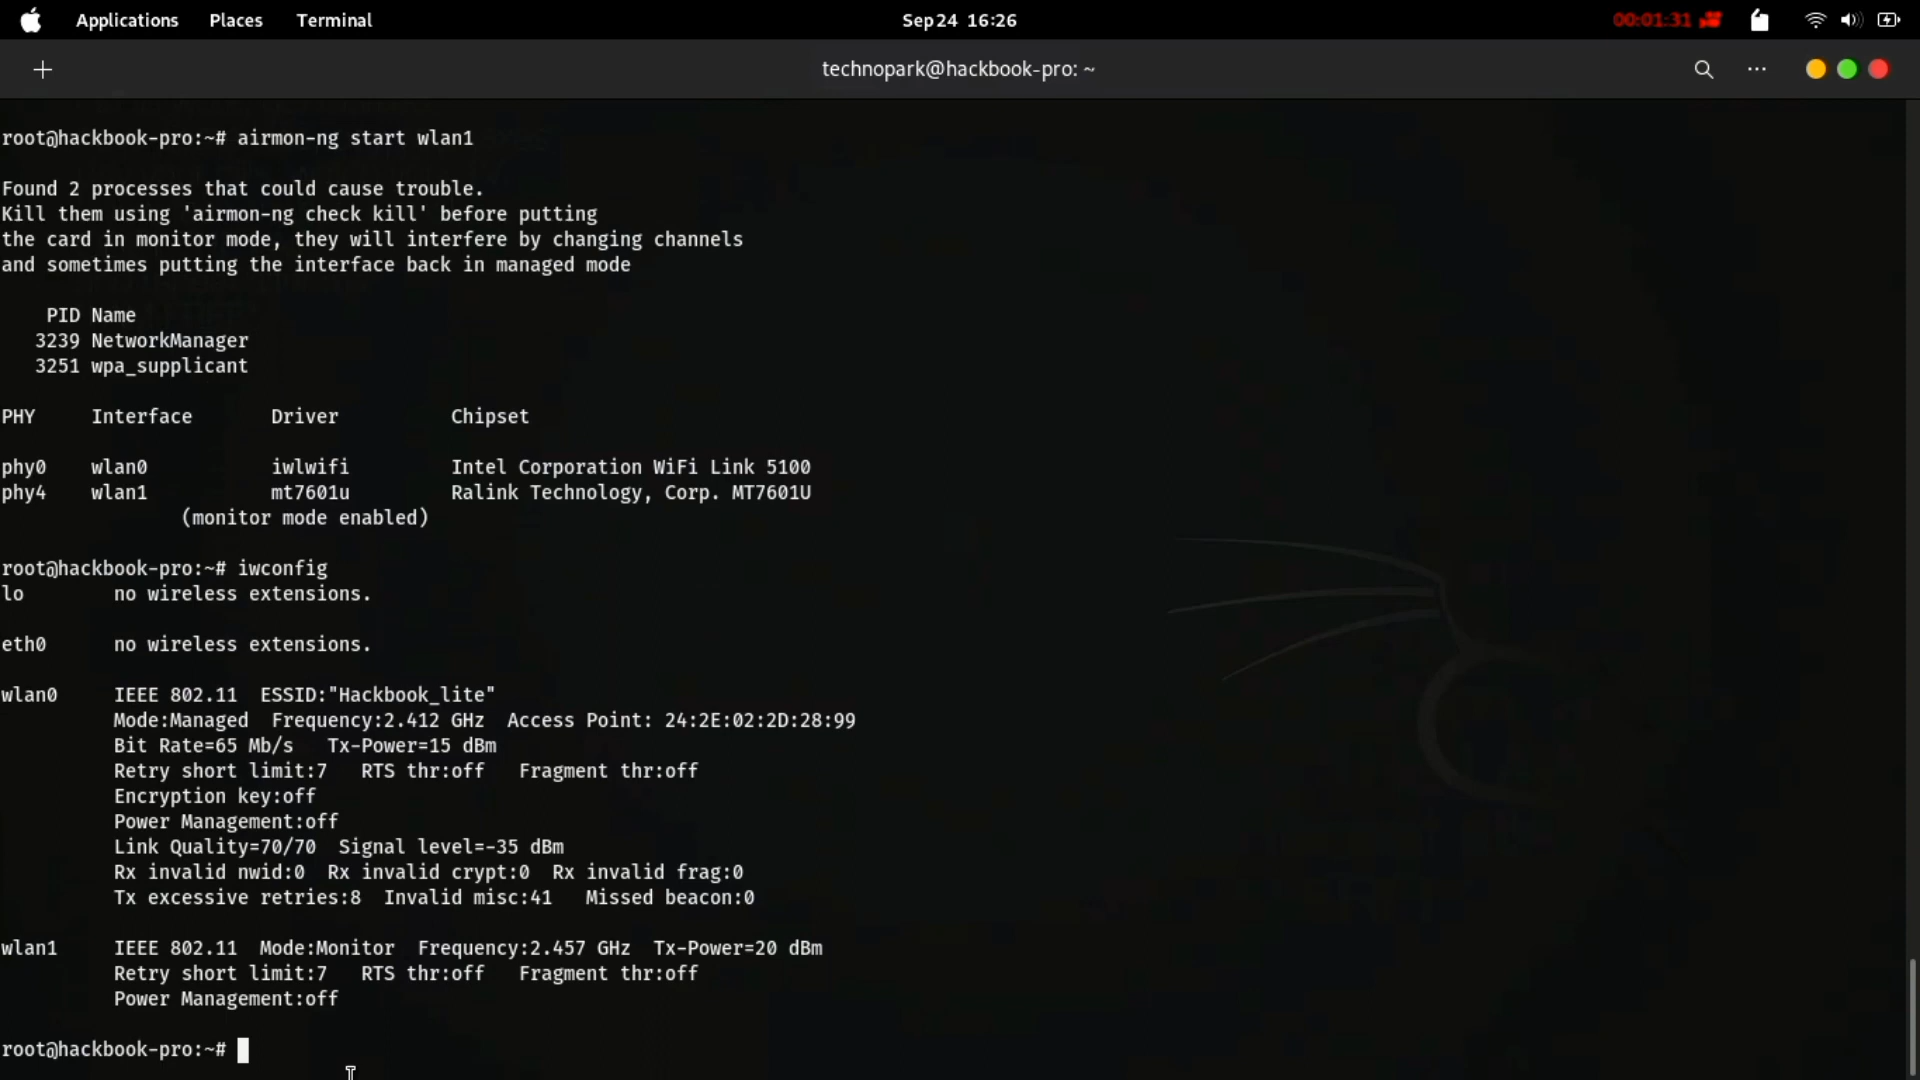 Applications Places Terminal Sep 24 16:26 00:01:31
technopark@hackbook-pro: ~
root@hackbook-pro:~# airmon-ng start wlan1
Found 2 processes that could cause trouble.
Kill them using 'airmon-ng check kill' before putting
the card in monitor mode, they will interfere by changing channels
and sometimes putting the interface back in managed mode
PID Name
3239 NetworkManager
3251 wpa_supplicant
PHY Interface Driver Chipset
phy0 wlan0 iwlwifi Intel Corporation WiFi Link 5100
phy4 wlan1 mt7601u Ralink Technology, Corp. MT7601U
(monitor mode enabled)
root@hackbook-pro:~# iwconfig
lo no wireless extensions.
eth0 no wireless extensions.
wlan0 IEEE 802.11 ESSID:"Hackbook_lite"
Mode:Managed Frequency:2.412 GHz Access Point: 24:2E:02:2D:28:99
Bit Rate=65 Mb/s Tx-Power=15 dBm
Retry short limit:7 RTS thr:off Fragment thr:off
Encryption key:off
Power Management:off
Link Quality=70/70 Signal level=-35 dBm
Rx invalid nwid:0 Rx invalid crypt:0 Rx invalid frag:0
Tx excessive retries:8 Invalid misc:41 Missed beacon:0
wlan1 IEEE 802.11 Mode:Monitor Frequency:2.457 GHz Tx-Power=20 dBm
Retry short limit:7 RTS thr:off Fragment thr:off
Power Management:off
root@hackbook-pro:~#